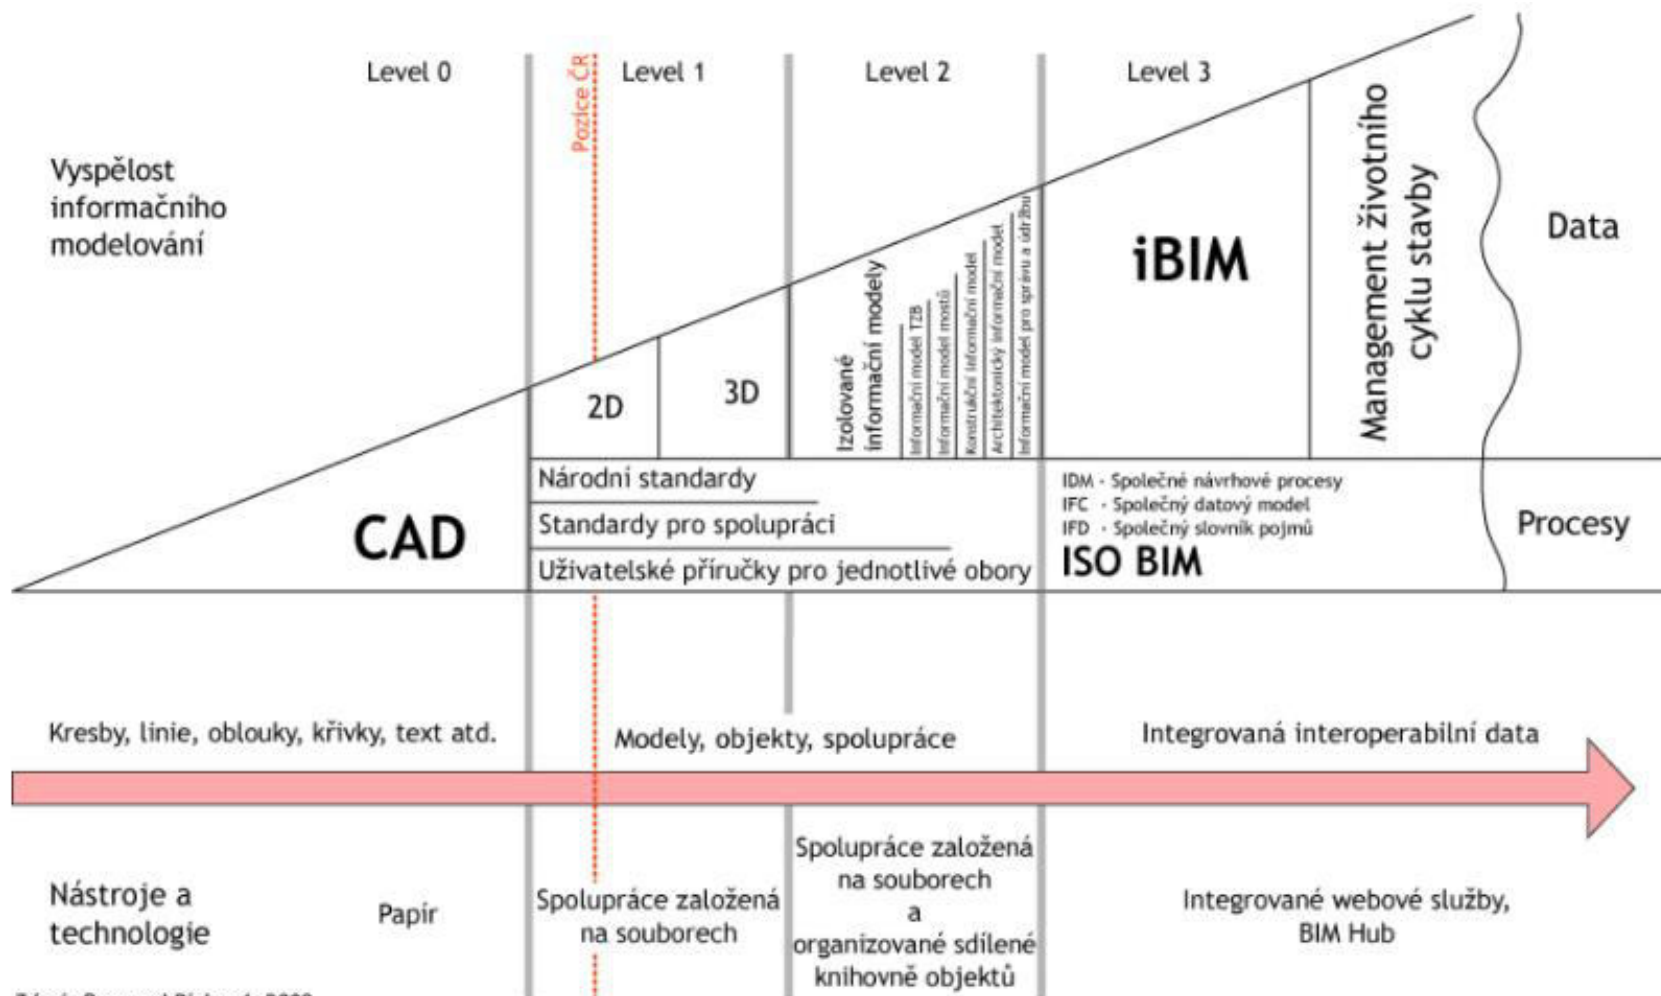 Level 0
Level 1
Level 2
Level 3
Pozice ČR
Vyspělost
informačního
modelování
2D
3D
Izolované
informační modely
Informační model TZB
Informační model mostů
Konstrukční informační model
Architektonický informační model
Informační model pro správu a údržbu
iBIM
Management životního
cyklu stavby
Data
CAD
Národní standardy
Standardy pro spolupráci
Uživatelské příručky pro jednotlivé obory
IDM - Společné návrhové procesy
IFC - Společný datový model
IFD - Společný slovník pojmů
ISO BIM
Procesy
Kresby, linie, oblouky, křivky, text atd.
Modely, objekty, spolupráce
Integrovaná interoperabilní data
Nástroje a
technologie
Papír
Spolupráce založená
na souborech
Spolupráce založená
na souborech
a
organizované sdílené
knihovně objektů
Integrované webové služby,
BIM Hub